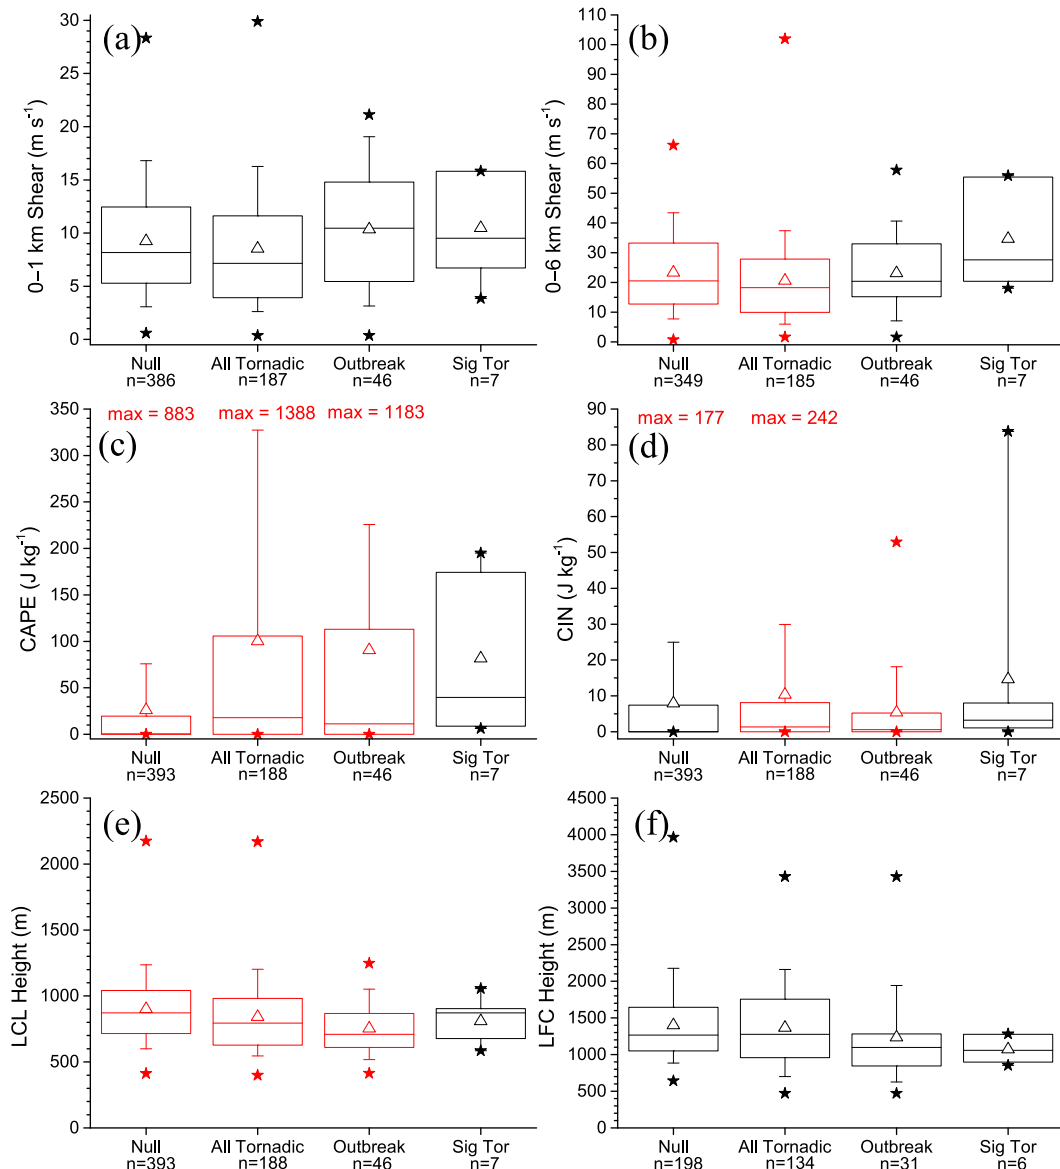 (a)
0–1 km Shear (m s⁻¹)
30
25
20
15
10
5
0
Null
n=386
All Tornadic
n=187
Outbreak
n=46
Sig Tor
n=7
(b)
0–6 km Shear (m s⁻¹)
110
100
90
80
70
60
50
40
30
20
10
0
Null
n=349
All Tornadic
n=185
Outbreak
n=46
Sig Tor
n=7
(c)
CAPE (J kg⁻¹)
350
300
250
200
150
100
50
0
max = 883
max = 1388
max = 1183
Null
n=393
All Tornadic
n=188
Outbreak
n=46
Sig Tor
n=7
(d)
CIN (J kg⁻¹)
90
80
70
60
50
40
30
20
10
0
max = 177
max = 242
Null
n=393
All Tornadic
n=188
Outbreak
n=46
Sig Tor
n=7
(e)
LCL Height (m)
2500
2000
1500
1000
500
0
Null
n=393
All Tornadic
n=188
Outbreak
n=46
Sig Tor
n=7
(f)
LFC Height (m)
4500
4000
3500
3000
2500
2000
1500
1000
500
0
Null
n=198
All Tornadic
n=134
Outbreak
n=31
Sig Tor
n=6